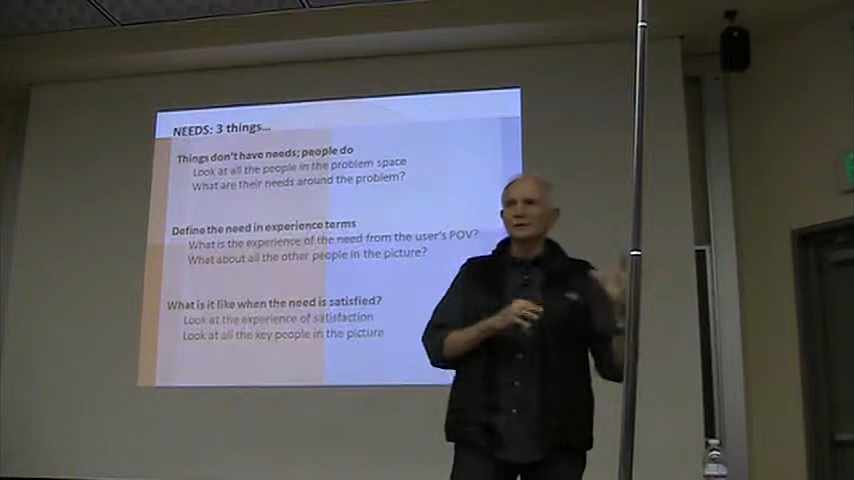 NEEDS: 3 things...
Things don't have needs; people do
Look at all the people in the problem space
What are their needs around the problem?
Define the need in experience terms
What is the experience of the need from the user's POV?
What about all the other people in the picture?
What is it like when the need is satisfied?
Look at the experience of satisfaction
Look at all the key people in the picture